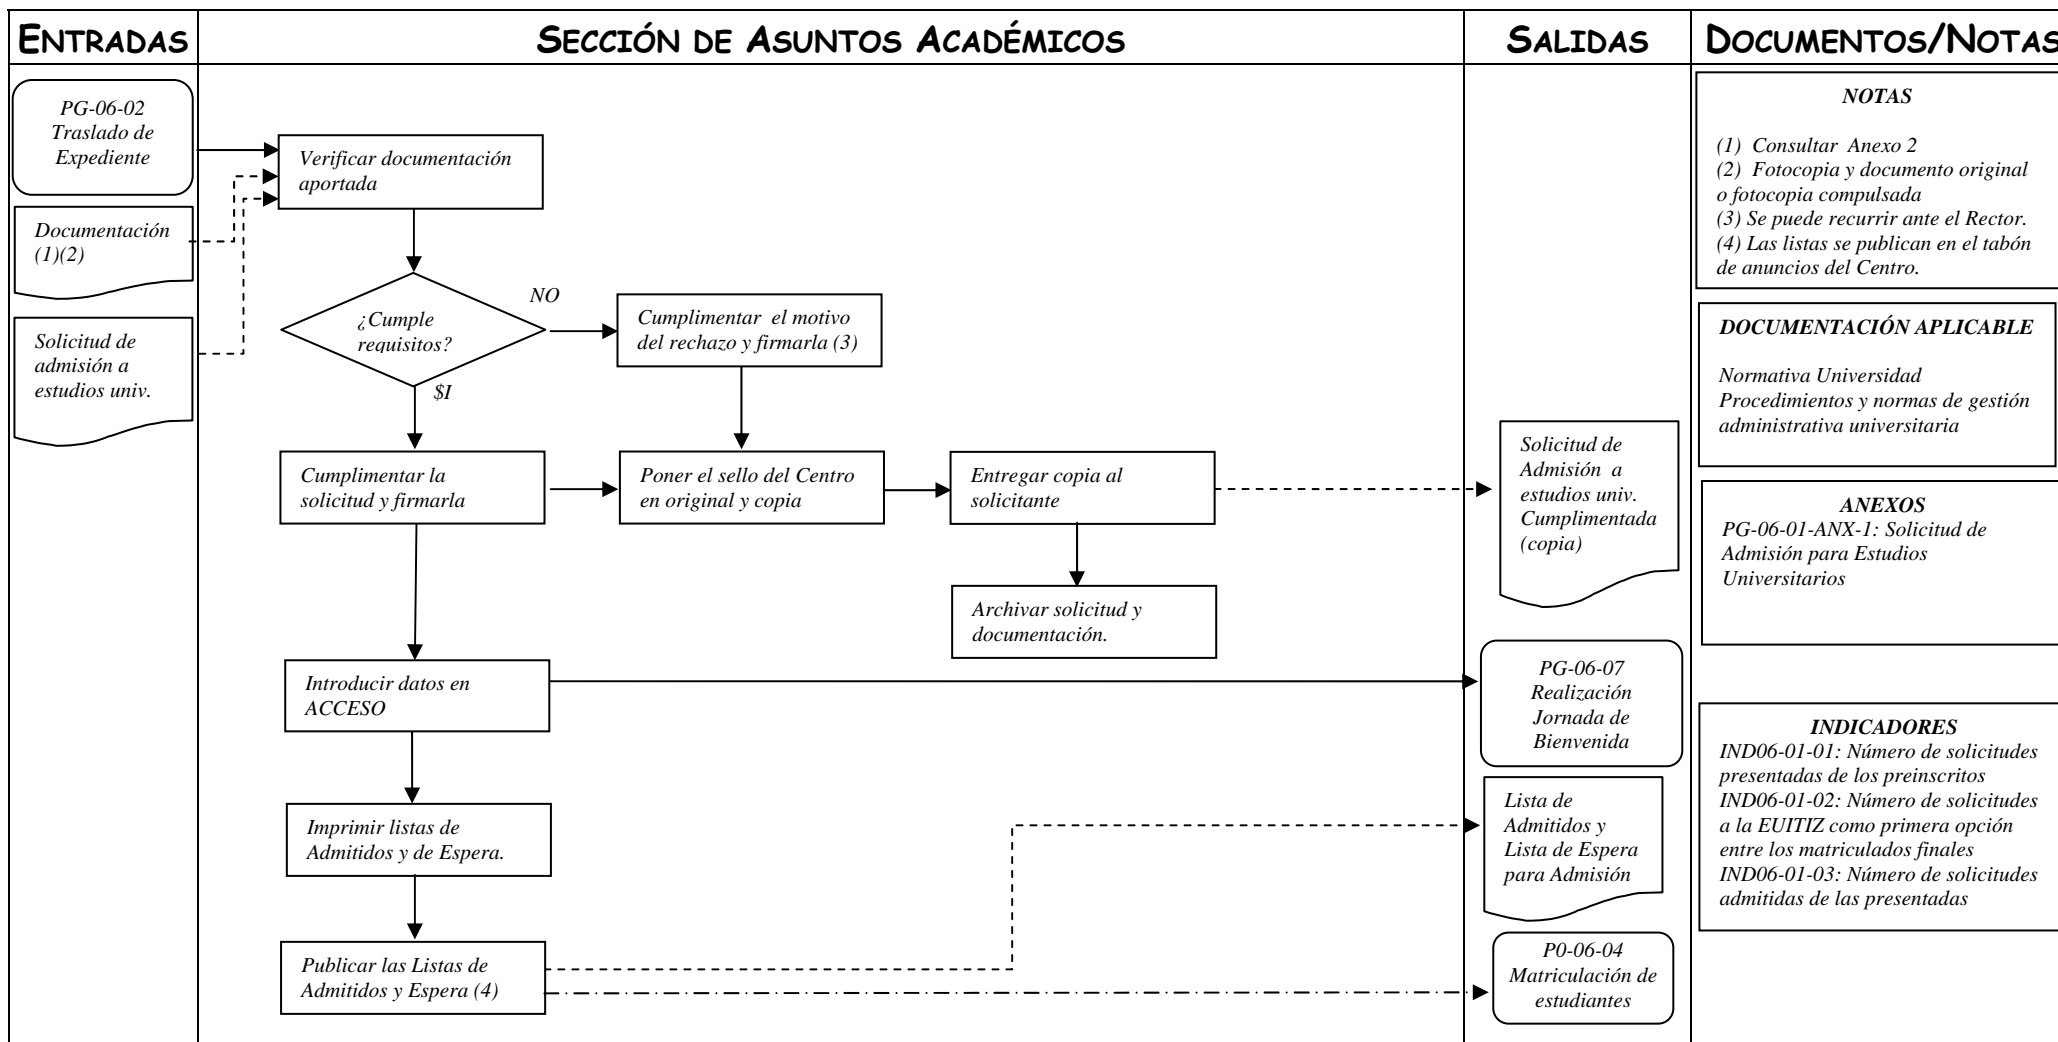 ENTRADAS
SECCIÓN DE ASUNTOS ACADÉMICOS
SALIDAS
DOCUMENTOS/NOTAS
PG-06-02
Traslado de
Expediente
Documentación
(1)(2)
Solicitud de
admisión a
estudios univ.
Verificar documentación
aportada
¿Cumple
requisitos?
NO
$I
Cumplimentar el motivo
del rechazo y firmarla (3)
Cumplimentar la
solicitud y firmarla
Poner el sello del Centro
en original y copia
Entregar copia al
solicitante
Archivar solicitud y
documentación.
Introducir datos en
ACCESO
Imprimir listas de
Admitidos y de Espera.
Publicar las Listas de
Admitidos y Espera (4)
Solicitud de
Admisión a
estudios univ.
Cumplimentada
(copia)
PG-06-07
Realización
Jornada de
Bienvenida
Lista de
Admitidos y
Lista de Espera
para Admisión
P0-06-04
Matriculación de
estudiantes
NOTAS
(1) Consultar Anexo 2
(2) Fotocopia y documento original
o fotocopia compulsada
(3) Se puede recurrir ante el Rector.
(4) Las listas se publican en el tabón
de anuncios del Centro.
DOCUMENTACIÓN APLICABLE
Normativa Universidad
Procedimientos y normas de gestión
administrativa universitaria
ANEXOS
PG-06-01-ANX-1: Solicitud de
Admisión para Estudios
Universitarios
INDICADORES
IND06-01-01: Número de solicitudes
presentadas de los preinscritos
IND06-01-02: Número de solicitudes
a la EUITIZ como primera opción
entre los matriculados finales
IND06-01-03: Número de solicitudes
admitidas de las presentadas